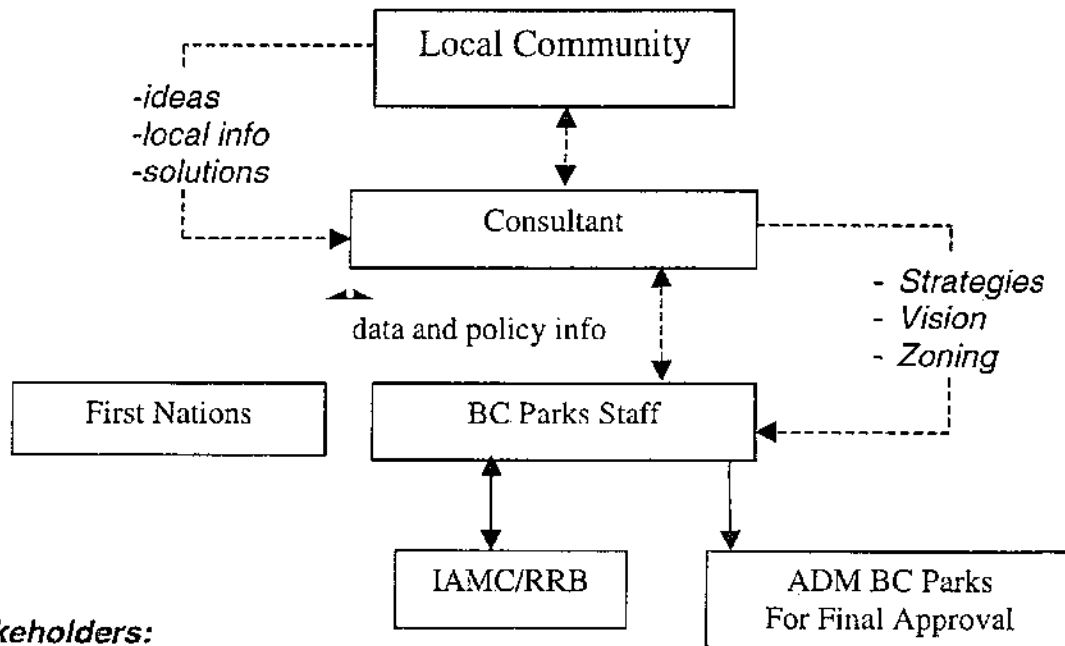 Local Community
-ideas
-local info
-solutions
Consultant
- Strategies
- Vision
- Zoning
data and policy info
First Nations
BC Parks Staff
IAMC/RRB
ADM BC Parks
For Final Approval
keholders: